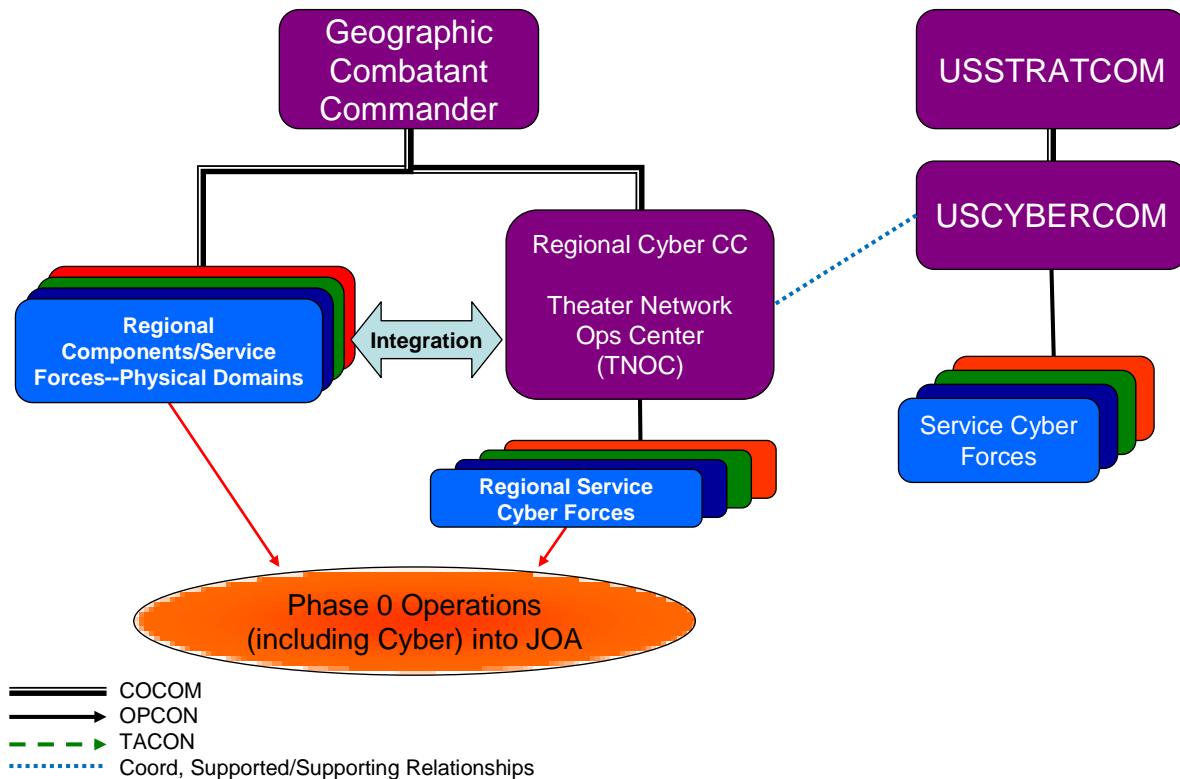 Geographic
Combatant
Commander
USSTRATCOM
USCYBERCOM
Regional Cyber CC
Theater Network
Ops Center
(TNOC)
Regional
Components/Service
Forces--Physical Domains
Integration
Service Cyber
Forces
Regional Service
Cyber Forces
Phase 0 Operations
(including Cyber) into JOA
COCOM
OPCON
TACON
Coord, Supported/Supporting Relationships